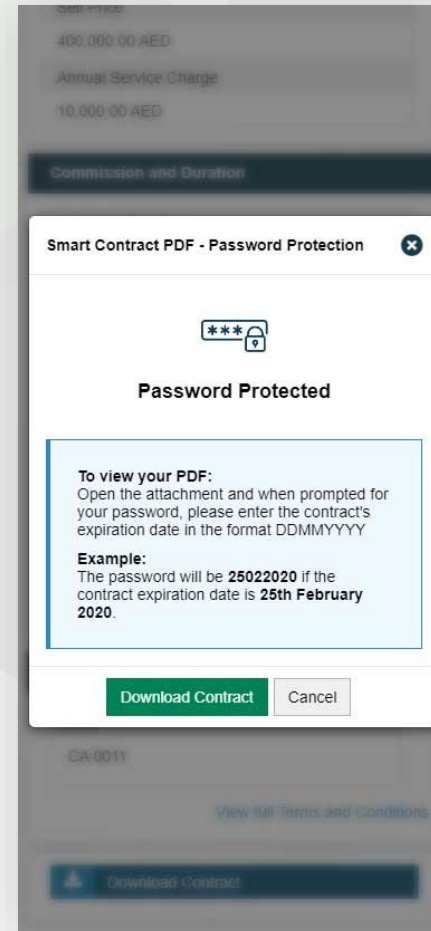 Sell Price
400,000.00 AED
Annual Service Charge
10,000.00 AED
Commission and Duration
Smart Contract PDF - Password Protection
***
Password Protected
To view your PDF:
Open the attachment and when prompted for
your password, please enter the contract's
expiration date in the format DDMMYYYY
Example:
The password will be 25022020 if the
contract expiration date is 25th February
2020.
Download Contract
Cancel
CA 0011
View full Terms and Conditions
Download Contract